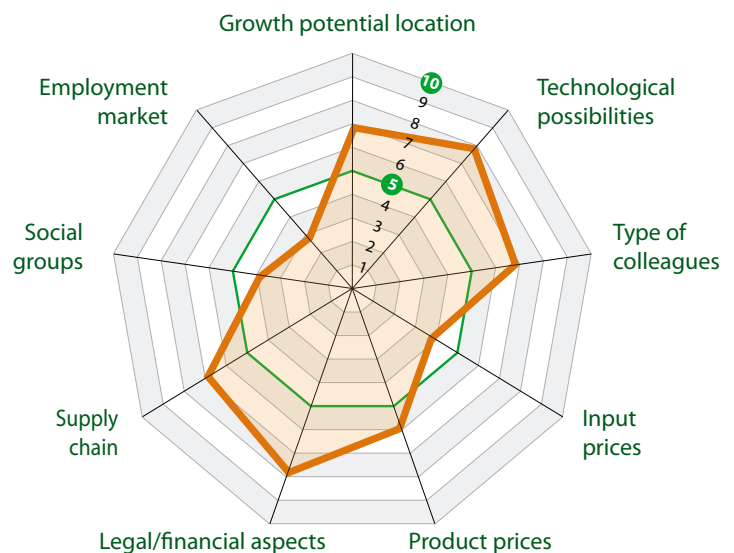 Growth potential location
Employment
market
Technological
possibilities
10
9
8
7
6
5
4
3
2
1
Social
groups
Type of
colleagues
Supply
chain
Input
prices
Legal/financial aspects
Product prices